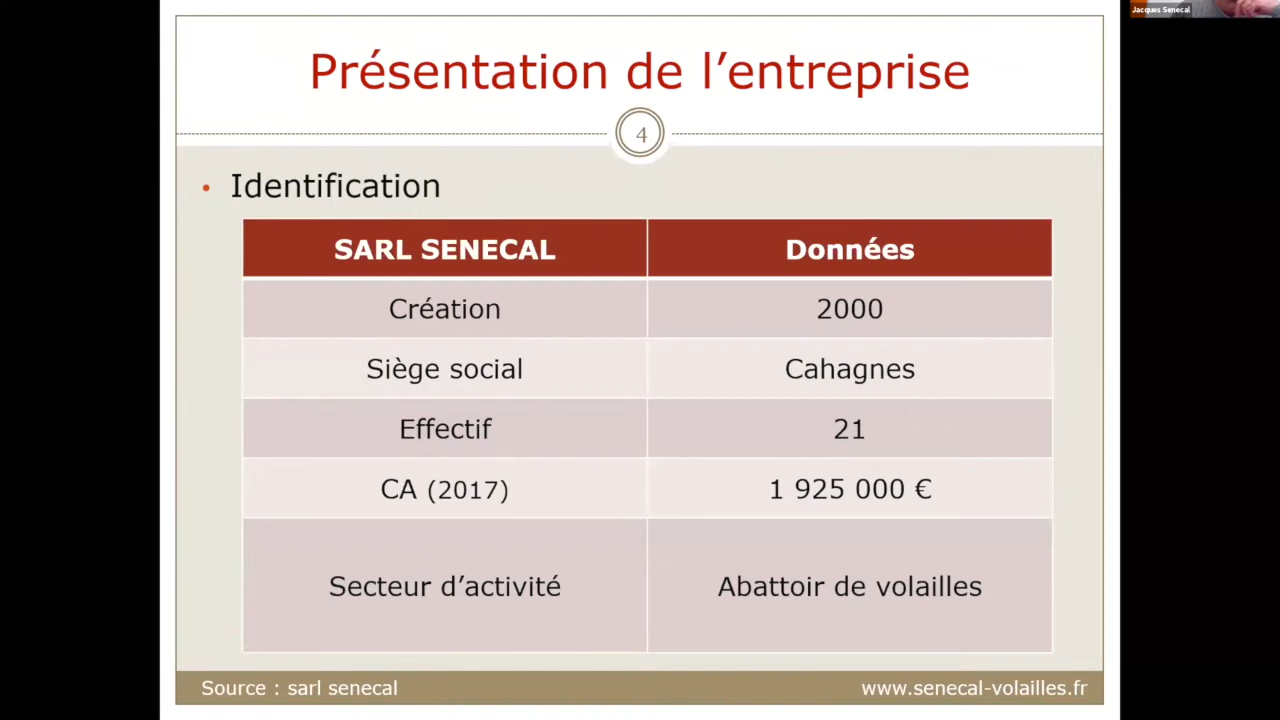 Jacques Senecal
Présentation de l’entreprise
4
• Identification
SARL SENECAL Données
Création 2000
Siège social Cahagnes
Effectif 21
CA (2017) 1 925 000 €
Secteur d’activité Abattoir de volailles
Source : sarl senecal www.senecal-volailles.fr